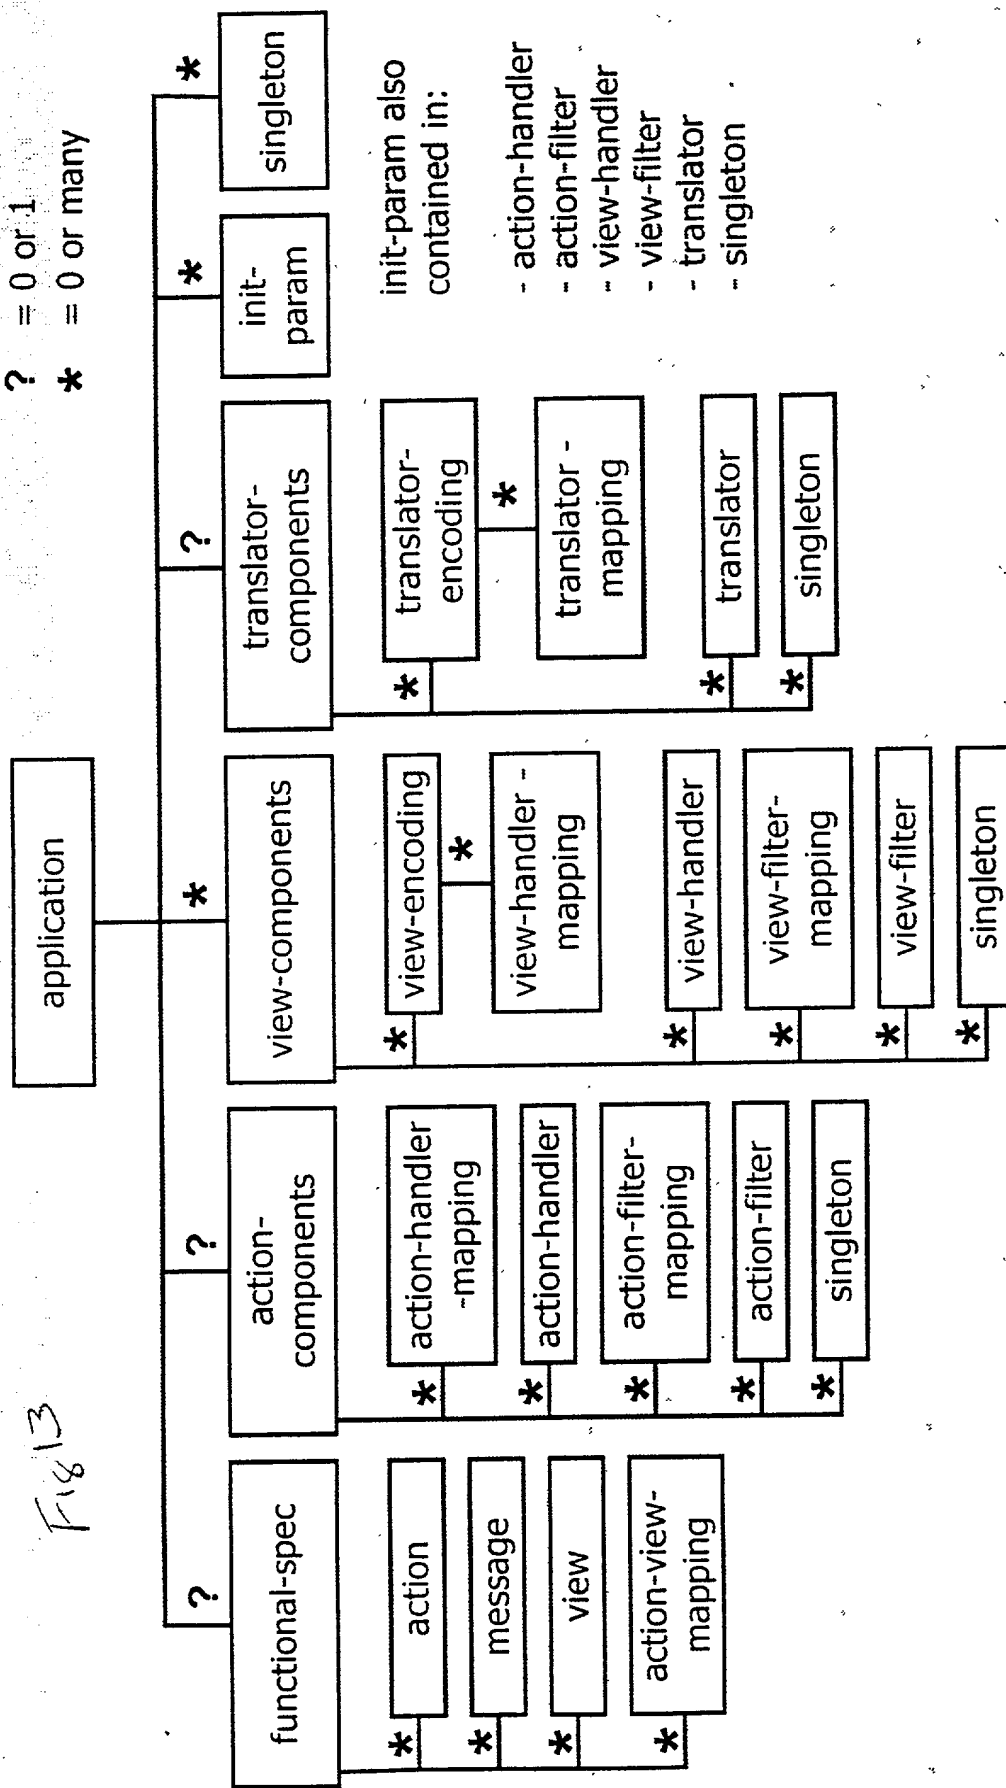 Fig 13
? = 0 or 1
* = 0 or many
application
?
?
*
?
*
*
functional-spec
action-
components
view-components
translator-
components
init-
param
singleton
*
action
*
message
*
view
*
action-view-
mapping
*
action-handler
-mapping
*
action-handler
*
action-filter-
mapping
*
action-filter
*
singleton
*
view-encoding
*
view-handler -
mapping
*
view-handler
*
view-filter-
mapping
*
view-filter
*
singleton
*
translator-
encoding
*
translator -
mapping
*
translator
*
singleton
init-param also
contained in:
- action-handler
- action-filter
- view-handler
- view-filter
- translator
- singleton